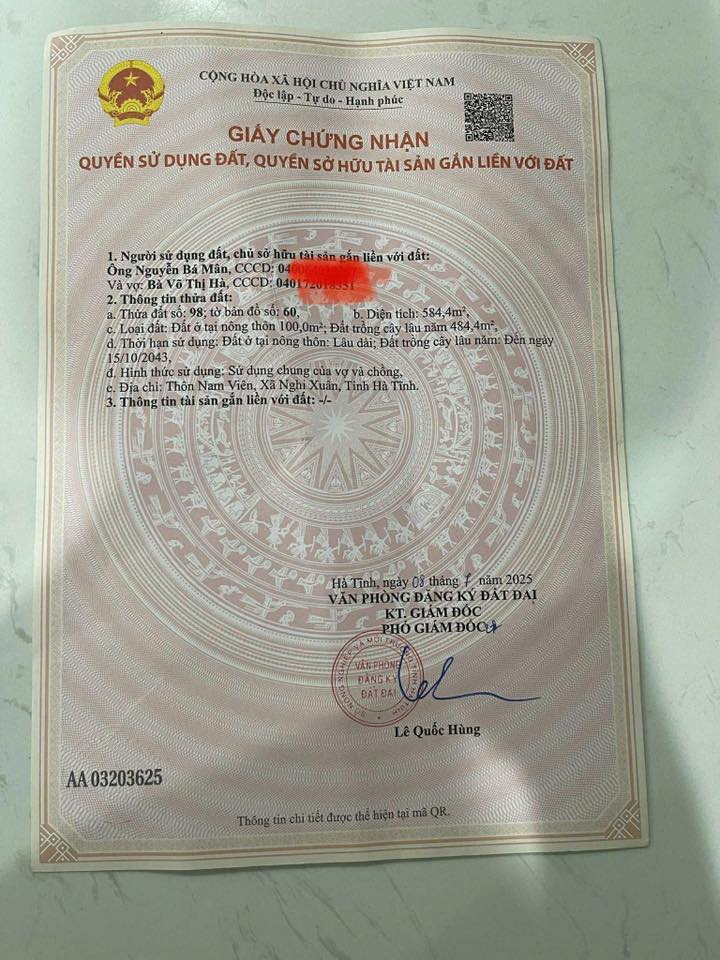 CỘNG HÒA XÃ HỘI CHỦ NGHĨA VIỆT NAM
Độc lập - Tự do - Hạnh phúc
GIẤY CHỨNG NHẬN
QUYỀN SỬ DỤNG ĐẤT, QUYỀN SỞ HỮU TÀI SẢN GẮN LIỀN VỚI ĐẤT
1. Người sử dụng đất, chủ sở hữu tài sản gắn liền với đất:
Ông Nguyễn Bá Mân, CCCD:
Và vợ: Bà Võ Thị Hà, CCCD:
2. Thông tin thửa đất:
a. Thửa đất số: 98; tờ bản đồ số: 60, b. Diện tích: 584,4m²,
c. Loại đất: Đất ở tại nông thôn 100,0m²; Đất trồng cây lâu năm 484,4m²,
d. Thời hạn sử dụng: Đất ở tại nông thôn: Lâu dài; Đất trồng cây lâu năm: Đến ngày
15/10/2043,
đ. Hình thức sử dụng: Sử dụng chung của vợ và chồng,
e. Địa chỉ: Thôn Nam Viên, Xã Nghi Xuân, Tỉnh Hà Tĩnh.
3. Thông tin tài sản gắn liền với đất: -/-
Hà Tĩnh, ngày 08 tháng 7 năm 2025
VĂN PHÒNG ĐĂNG KÝ ĐẤT ĐAI
KT. GIÁM ĐỐC
PHÓ GIÁM ĐỐC
VĂN PHÒNG
ĐĂNG KÝ
ĐẤT ĐAI
Lê Quốc Hùng
AA 03203625
Thông tin chi tiết được thể hiện tại mã QR.